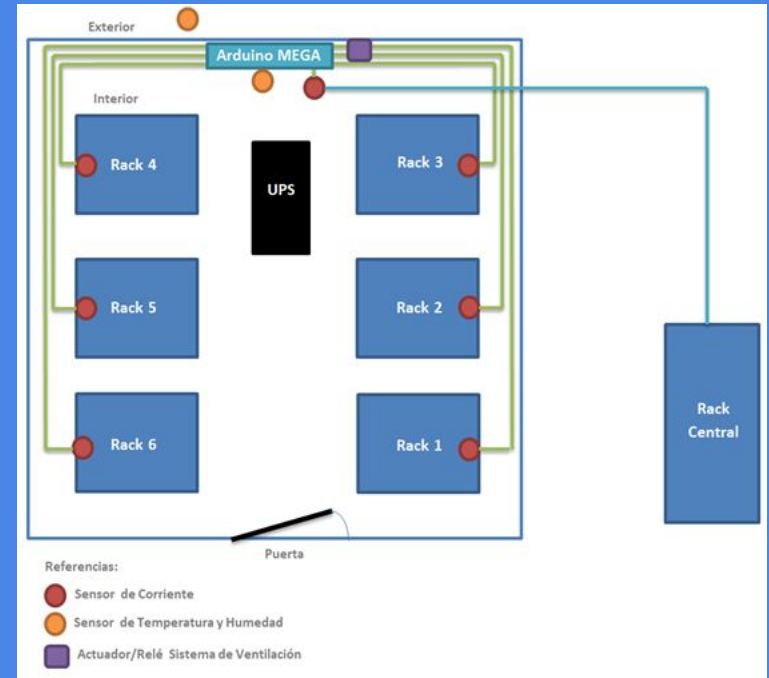 Exterior
Arduino MEGA
Interior
Rack 4
UPS
Rack 3
Rack 5
Rack 2
Rack 6
Rack 1
Rack
Central
Puerta
Referencias:
Sensor de Corriente
Sensor de Temperatura y Humedad
Actuador/Relé Sistema de Ventilación